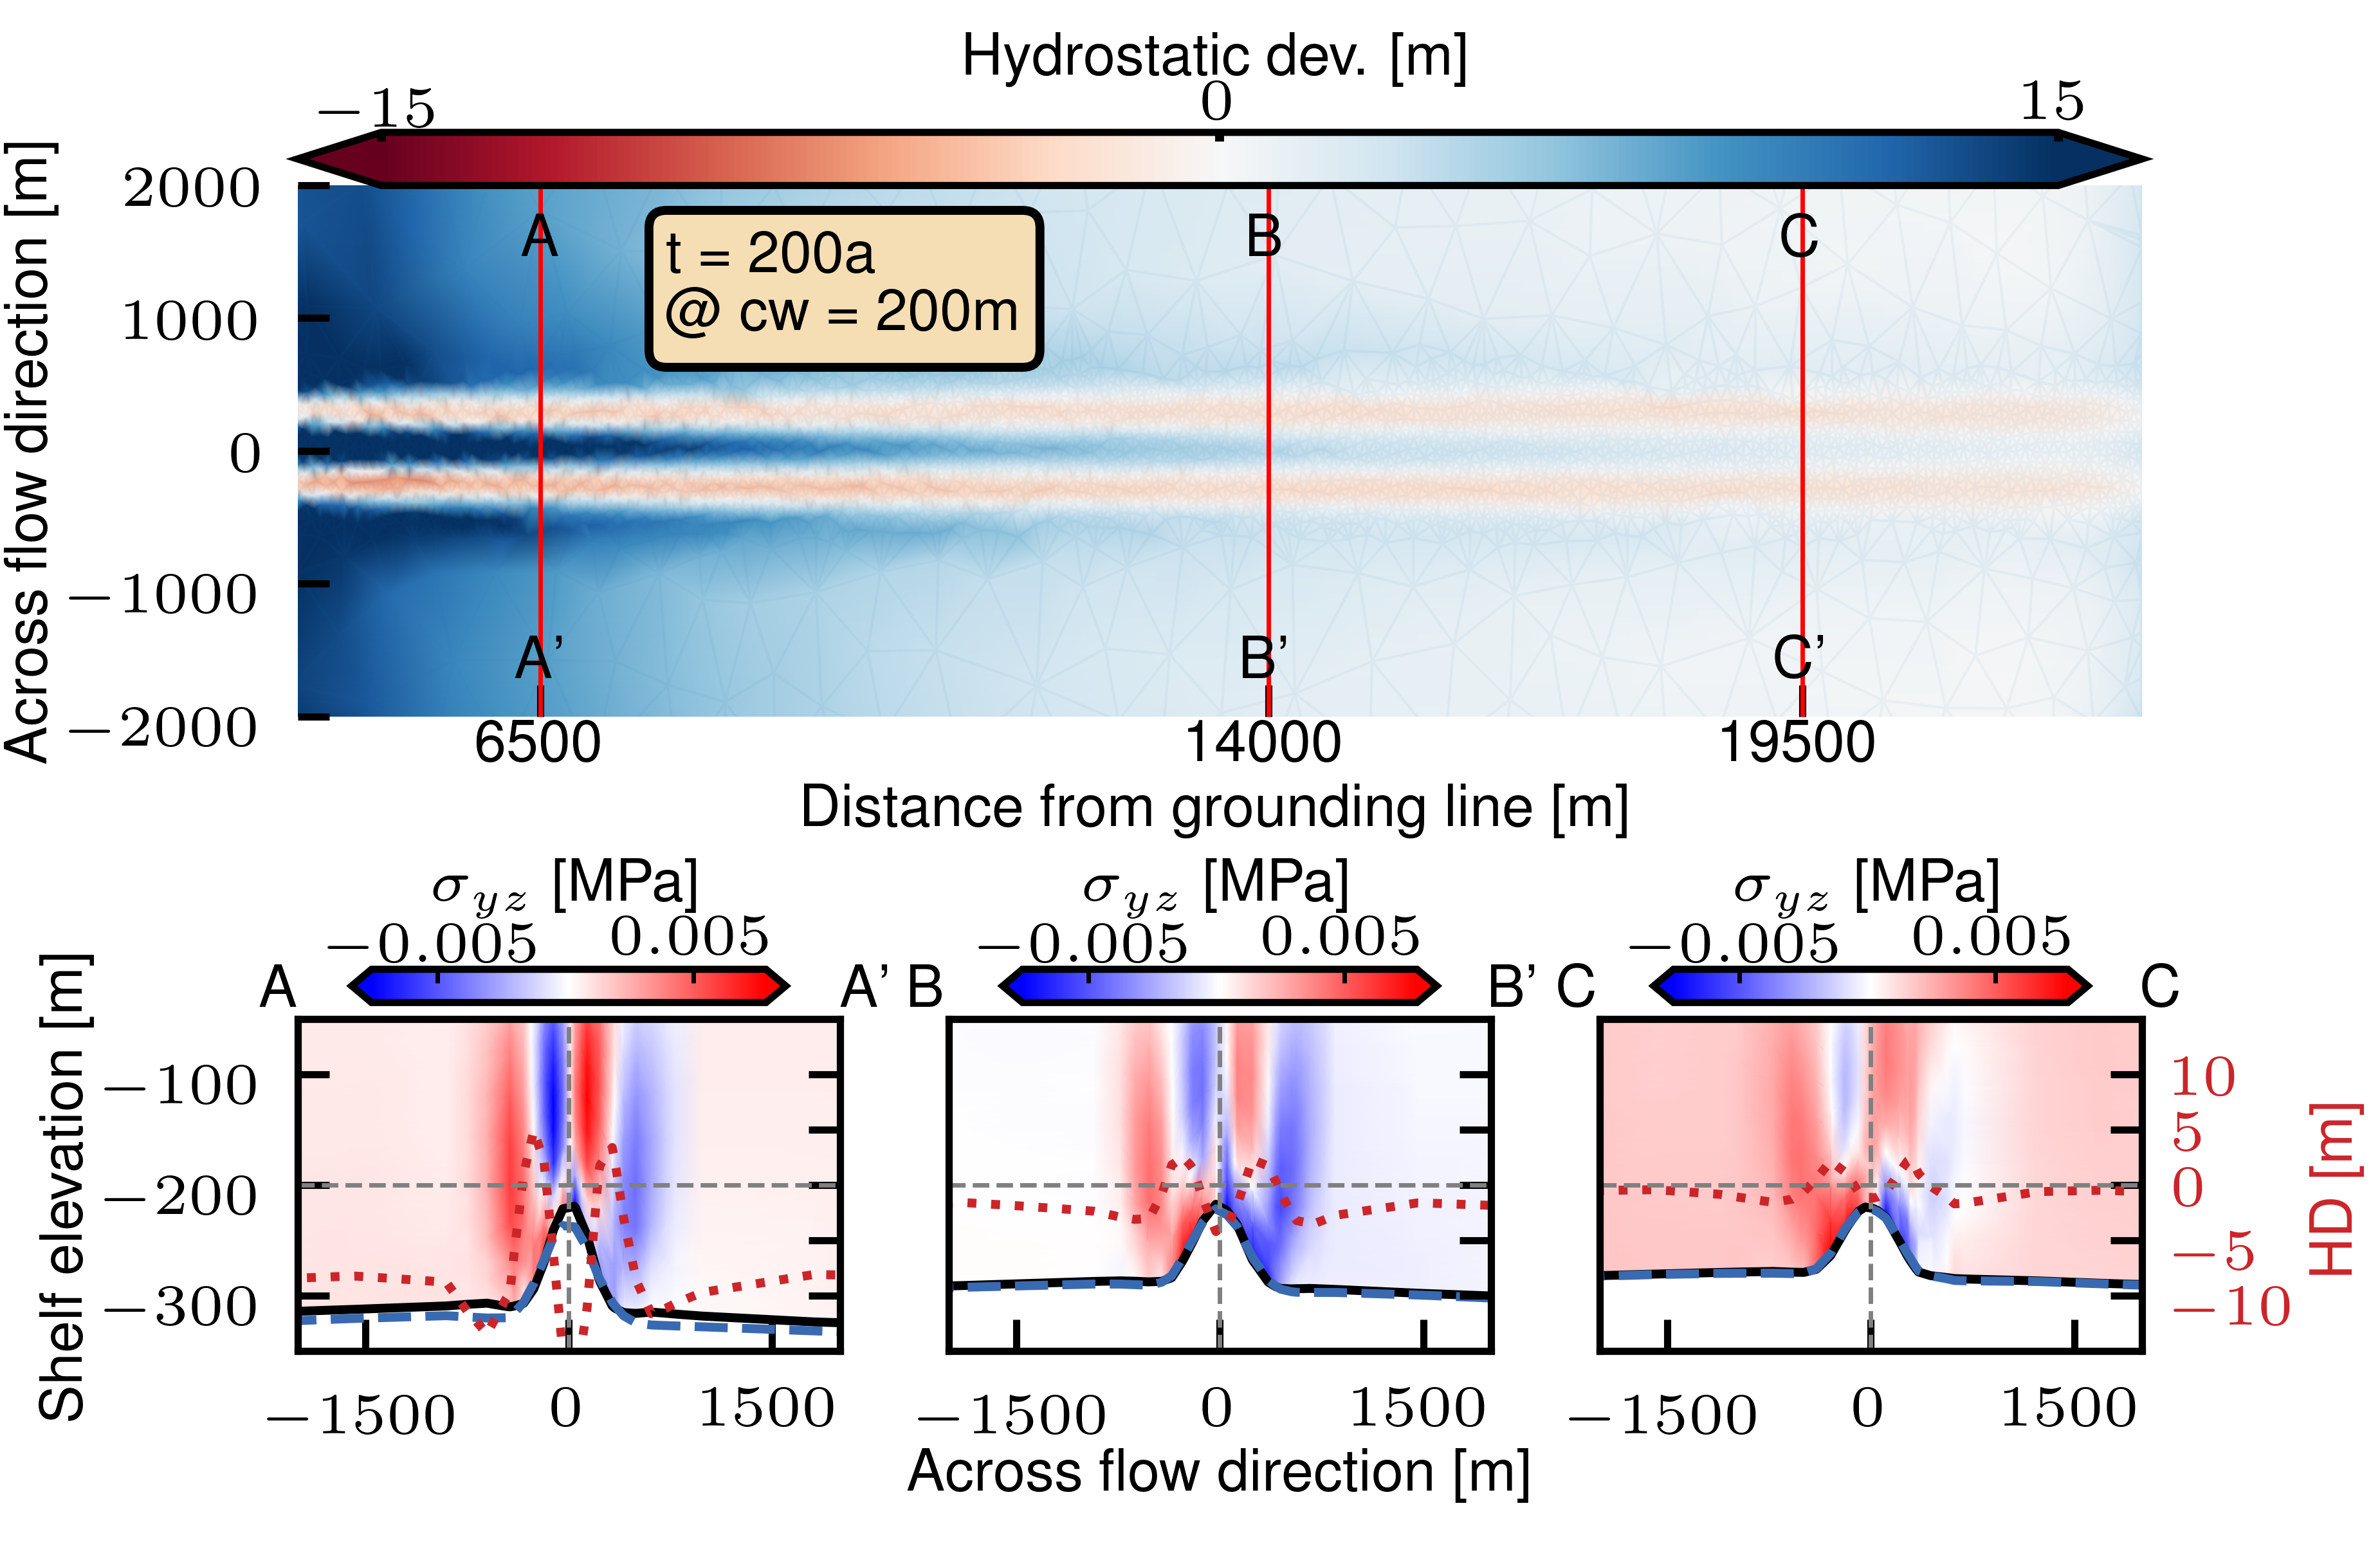 Hydrostatic dev. [m]
−15 0 15
Across flow direction [m]
2000
1000
0
−1000
−2000
A B C
t = 200a
@ cw = 200m
A' B' C'
6500 14000 19500
Distance from grounding line [m]
σyz [MPa] σyz [MPa] σyz [MPa]
−0.005 0.005 −0.005 0.005 −0.005 0.005
A A' B B' C C
Shelf elevation [m]
−100
−200
−300
10
5
0
−5
−10
HD [m]
−1500 0 1500 −1500 0 1500 −1500 0 1500
Across flow direction [m]